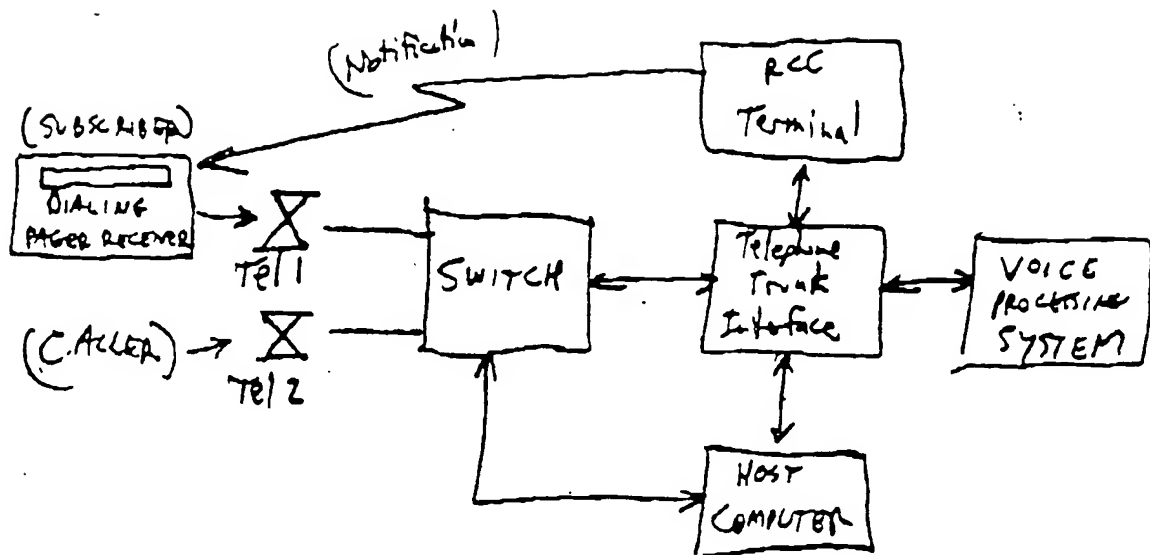 (Notification)
RCC
Terminal
(SUBSCRIBER)
DIALING
PAGER RECEIVER
Tel 1
SWITCH
Telephone
Trunk
Interface
VOICE
PROCESSING
SYSTEM
(CALLER)
Tel 2
HOST
COMPUTER